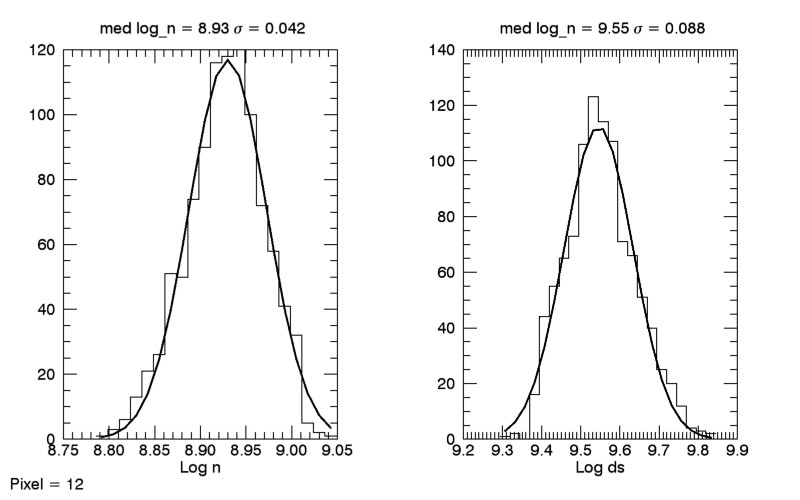 med log_n = 8.93 σ = 0.042
120
100
80
60
40
20
0
8.75 8.80 8.85 8.90 8.95 9.00 9.05
Log n
med log_n = 9.55 σ = 0.088
140
120
100
80
60
40
20
0
9.2 9.3 9.4 9.5 9.6 9.7 9.8 9.9
Log ds
Pixel = 12